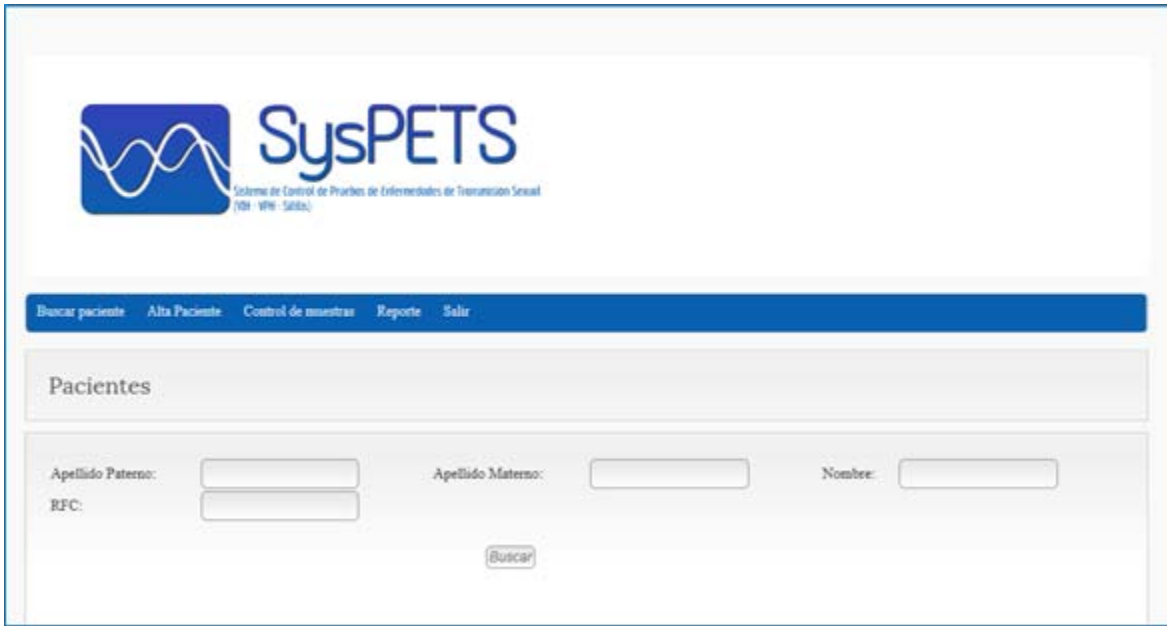 SysPETS
Sistema de Control de Pruebas de Enfermedades de Transmisión Sexual
(VIH - VPH - Sífilis)
Buscar paciente Alta Paciente Control de muestras Reporte Salir
Pacientes
Apellido Paterno: Apellido Materno: Nombre:
RFC:
Buscar